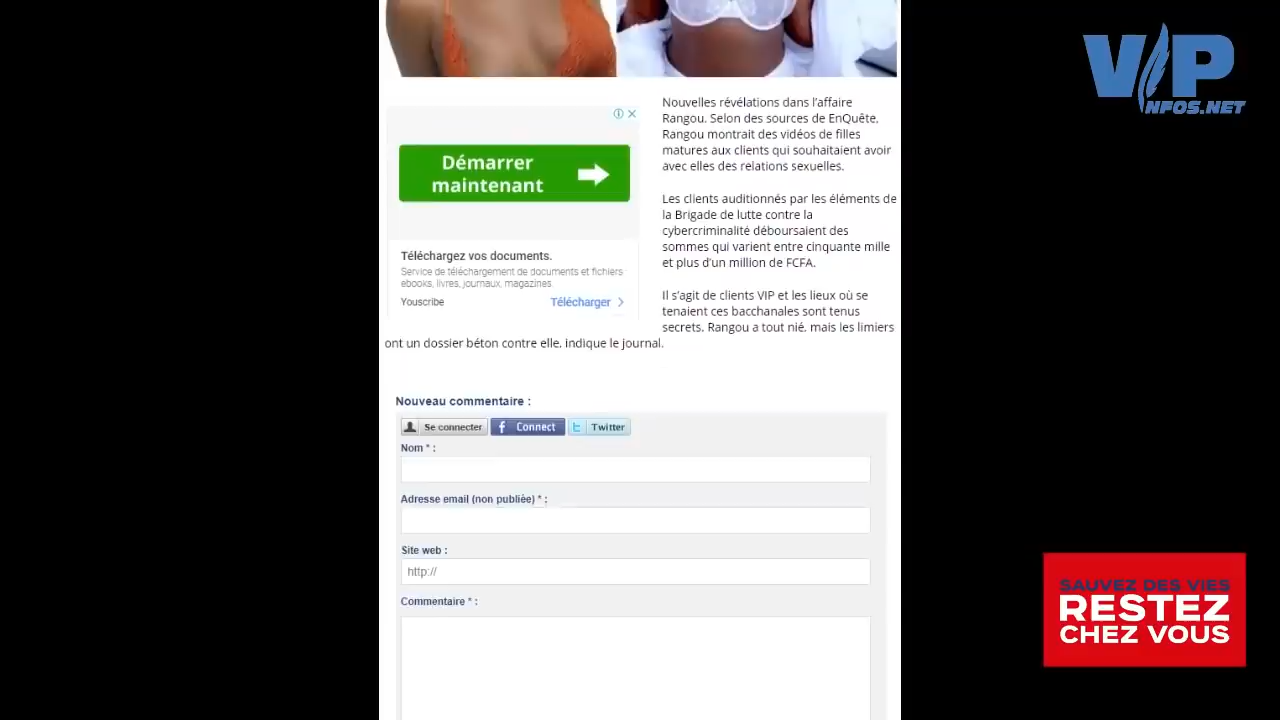 VIP
NFOS.NET
Nouvelles révélations dans l'affaire
Rangou. Selon des sources de EnQuête,
Rangou montrait des vidéos de filles
matures aux clients qui souhaitaient avoir
avec elles des relations sexuelles.
Les clients auditionnés par les éléments de
la Brigade de lutte contre la
cybercriminalité déboursaient des
sommes qui varient entre cinquante mille
et plus d'un million de FCFA.
Il s'agit de clients VIP et les lieux où se
tenaient ces bacchanales sont tenus
secrets. Rangou a tout nié, mais les limiers
ont un dossier béton contre elle, indique le journal.
Démarrer
maintenant
Téléchargez vos documents.
Service de téléchargement de documents et fichiers
ebooks, livres, journaux, magazines.
Youscribe Télécharger
Nouveau commentaire :
Se connecter Connect Twitter
Nom * :
Adresse email (non publiée) * :
Site web :
http://
Commentaire * :
SAUVEZ DES VIES
RESTEZ
CHEZ VOUS